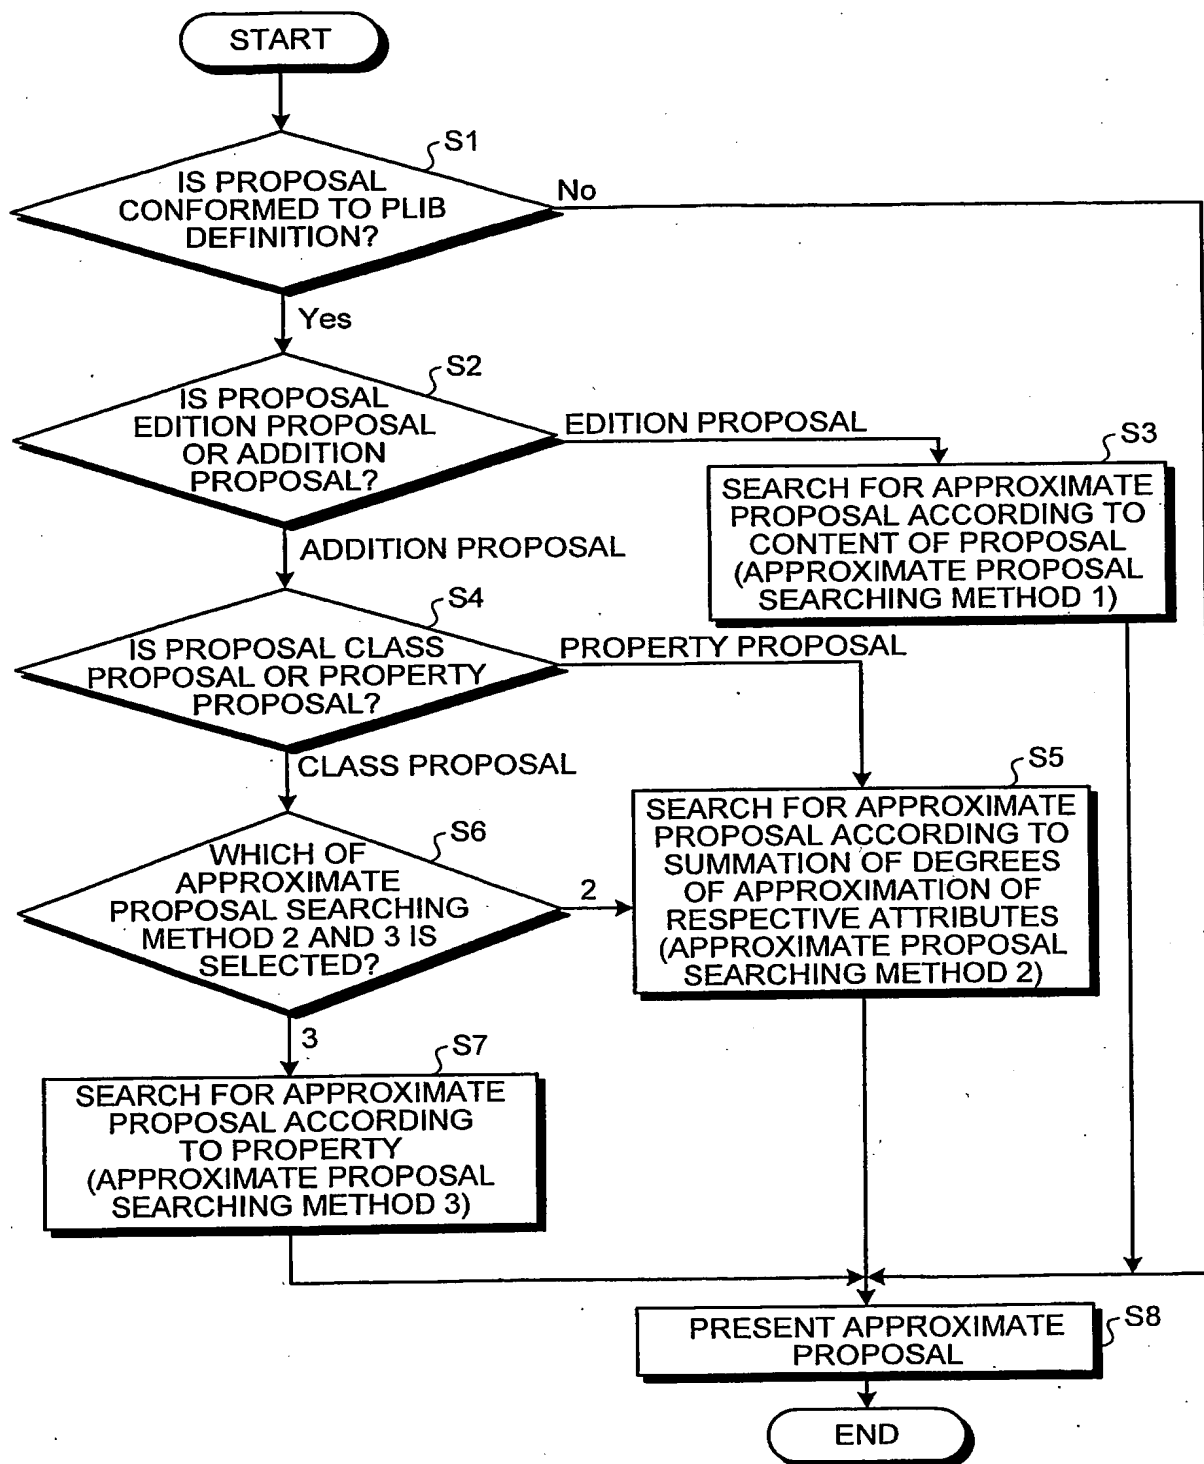 START
S1
IS PROPOSAL
CONFORMED TO PLIB
DEFINITION?
No
Yes
S2
IS PROPOSAL
EDITION PROPOSAL
OR ADDITION
PROPOSAL?
EDITION PROPOSAL
S3
SEARCH FOR APPROXIMATE
PROPOSAL ACCORDING TO
CONTENT OF PROPOSAL
(APPROXIMATE PROPOSAL
SEARCHING METHOD 1)
ADDITION PROPOSAL
S4
IS PROPOSAL CLASS
PROPOSAL OR PROPERTY
PROPOSAL?
PROPERTY PROPOSAL
CLASS PROPOSAL
S5
SEARCH FOR APPROXIMATE
PROPOSAL ACCORDING TO
SUMMATION OF DEGREES
OF APPROXIMATION OF
RESPECTIVE ATTRIBUTES
(APPROXIMATE PROPOSAL
SEARCHING METHOD 2)
S6
WHICH OF
APPROXIMATE
PROPOSAL SEARCHING
METHOD 2 AND 3 IS
SELECTED?
2
3
S7
SEARCH FOR APPROXIMATE
PROPOSAL ACCORDING
TO PROPERTY
(APPROXIMATE PROPOSAL
SEARCHING METHOD 3)
S8
PRESENT APPROXIMATE
PROPOSAL
END